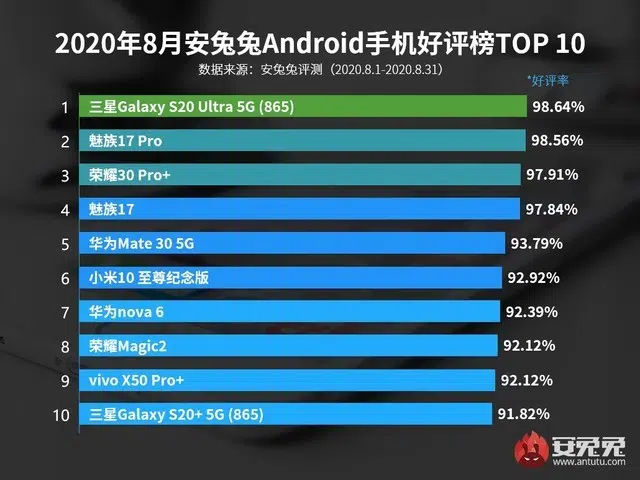 2020年8月安兔兔Android手机好评榜TOP 10
数据来源：安兔兔评测（2020.8.1-2020.8.31）
*好评率
1 三星Galaxy S20 Ultra 5G (865) 98.64%
2 魅族17 Pro 98.56%
3 荣耀30 Pro+ 97.91%
4 魅族17 97.84%
5 华为Mate 30 5G 93.79%
6 小米10 至尊纪念版 92.92%
7 华为nova 6 92.39%
8 荣耀Magic2 92.12%
9 vivo X50 Pro+ 92.12%
10 三星Galaxy S20+ 5G (865) 91.82%
安兔兔
www.antutu.com